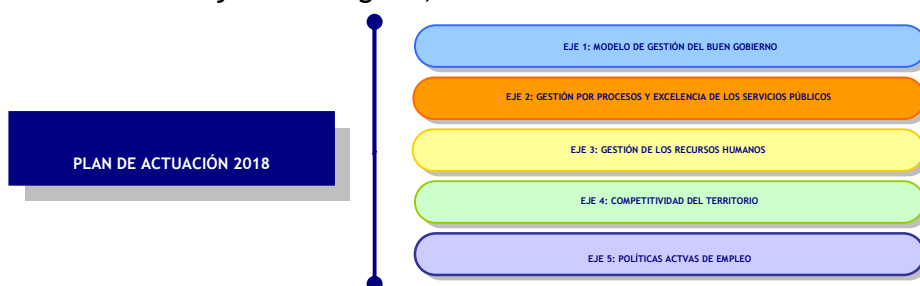 EJE 1: MODELO DE GESTIÓN DEL BUEN GOBIERNO
EJE 2: GESTIÓN POR PROCESOS Y EXCELENCIA DE LOS SERVICIOS PÚBLICOS
PLAN DE ACTUACIÓN 2018
EJE 3: GESTIÓN DE LOS RECURSOS HUMANOS
EJE 4: COMPETITIVIDAD DEL TERRITORIO
EJE 5: POLÍTICAS ACTVAS DE EMPLEO